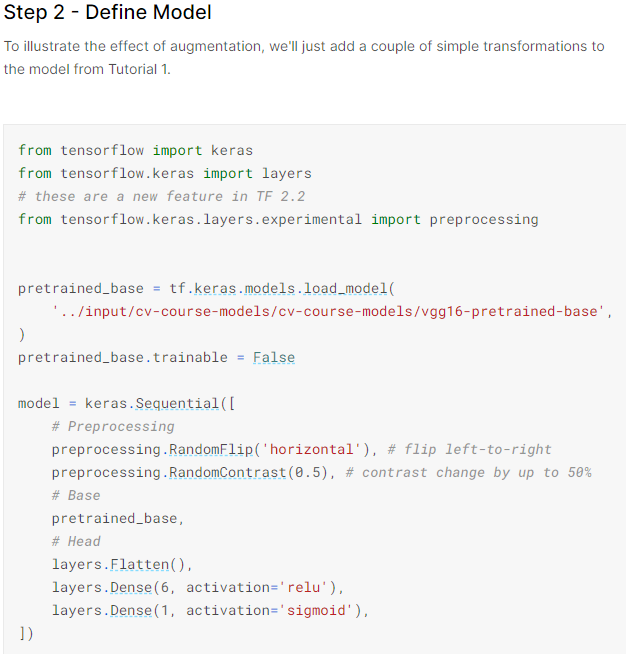 Step 2 - Define Model
To illustrate the effect of augmentation, we'll just add a couple of simple transformations to
the model from Tutorial 1.
from tensorflow import keras
from tensorflow.keras import layers
# these are a new feature in TF 2.2
from tensorflow.keras.layers.experimental import preprocessing
pretrained_base = tf.keras.models.load_model(
    '../input/cv-course-models/cv-course-models/vgg16-pretrained-base',
)
pretrained_base.trainable = False
model = keras.Sequential([
    # Preprocessing
    preprocessing.RandomFlip('horizontal'), # flip left-to-right
    preprocessing.RandomContrast(0.5), # contrast change by up to 50%
    # Base
    pretrained_base,
    # Head
    layers.Flatten(),
    layers.Dense(6, activation='relu'),
    layers.Dense(1, activation='sigmoid'),
])